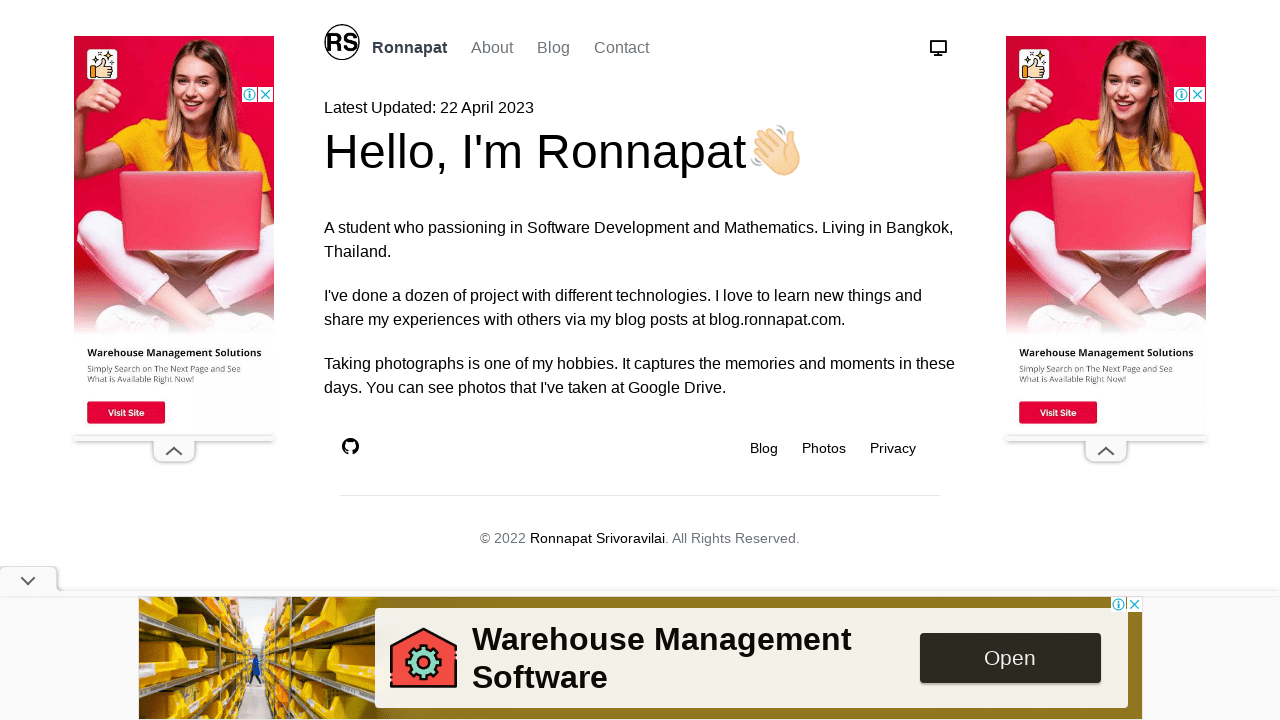 RS Ronnapat About Blog Contact
Latest Updated: 22 April 2023
Hello, I'm Ronnapat👋🏼
A student who passioning in Software Development and Mathematics. Living in Bangkok,
Thailand.
I've done a dozen of project with different technologies. I love to learn new things and
share my experiences with others via my blog posts at blog.ronnapat.com.
Taking photographs is one of my hobbies. It captures the memories and moments in these
days. You can see photos that I've taken at Google Drive.
Blog Photos Privacy
© 2022 Ronnapat Srivoravilai. All Rights Reserved.
Warehouse Management Solutions
Simply Search on The Next Page and See
What is Available Right Now!
Visit Site
Warehouse Management Solutions
Simply Search on The Next Page and See
What is Available Right Now!
Visit Site
Warehouse Management
Software
Open